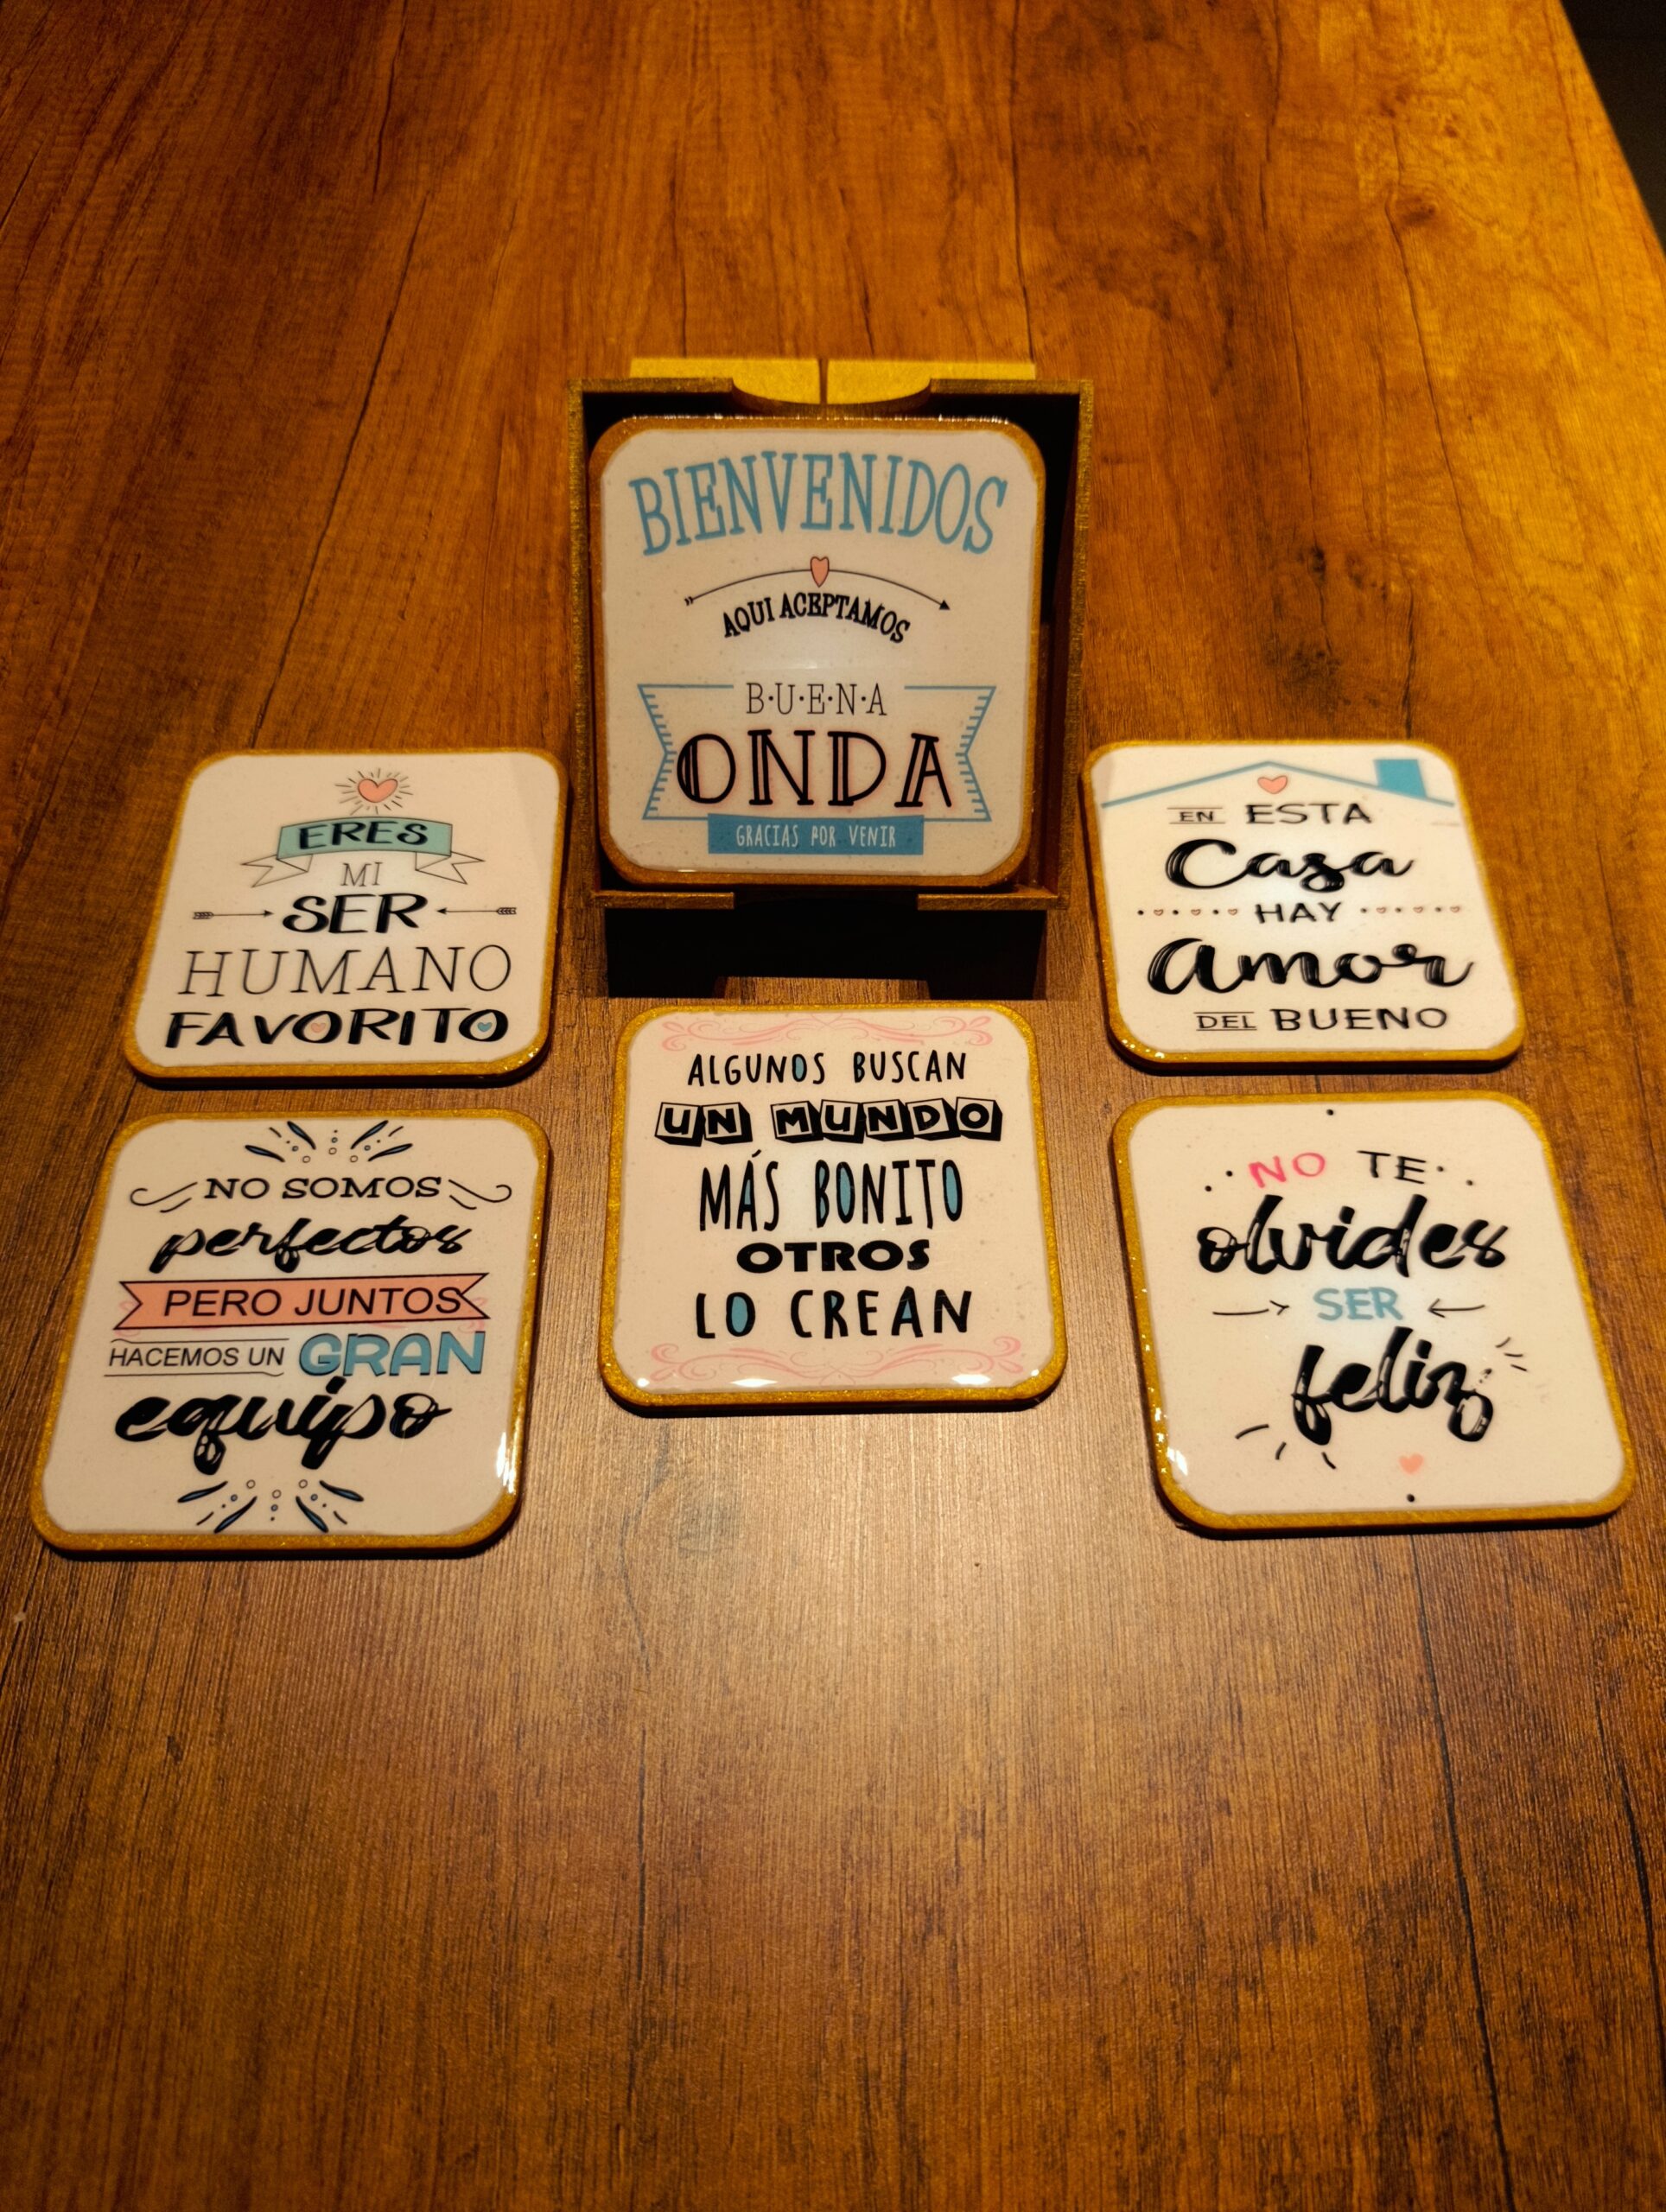 BIENVENIDOS
AQUI ACEPTAMOS
B·U·E·N·A
ONDA
GRACIAS POR VENIR
ERES
MI
SER
HUMANO
FAVORITO
EN ESTA
Casa
HAY
amor
DEL BUENO
NO SOMOS
perfectos
PERO JUNTOS
HACEMOS UN GRAN
equipo
ALGUNOS BUSCAN
UN MUNDO
MÁS BONITO
OTROS
LO CREAN
NO TE
olvides
SER
feliz